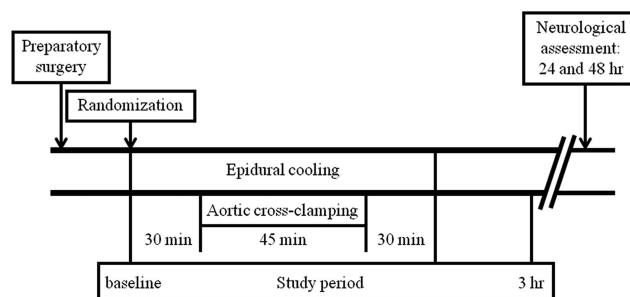 Preparatory
surgery
Randomization
Neurological
assessment:
24 and 48 hr
Epidural cooling
Aortic cross-clamping
30 min
45 min
30 min
baseline
Study period
3 hr